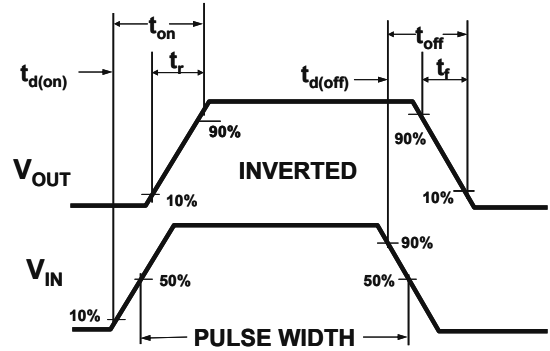 t_on
t_off
t_d(on)
t_r
t_d(off)
t_f
90%
90%
V_OUT
INVERTED
10%
10%
90%
V_IN
50%
50%
10%
PULSE WIDTH